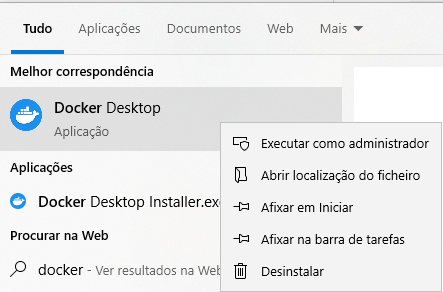 Tudo Aplicações Documentos Web Mais
Melhor correspondência
Docker Desktop
Aplicação
Executar como administrador
Abrir localização do ficheiro
Afixar em Iniciar
Afixar na barra de tarefas
Desinstalar
Aplicações
Docker Desktop Installer.exe
Procurar na Web
docker - Ver resultados na Web